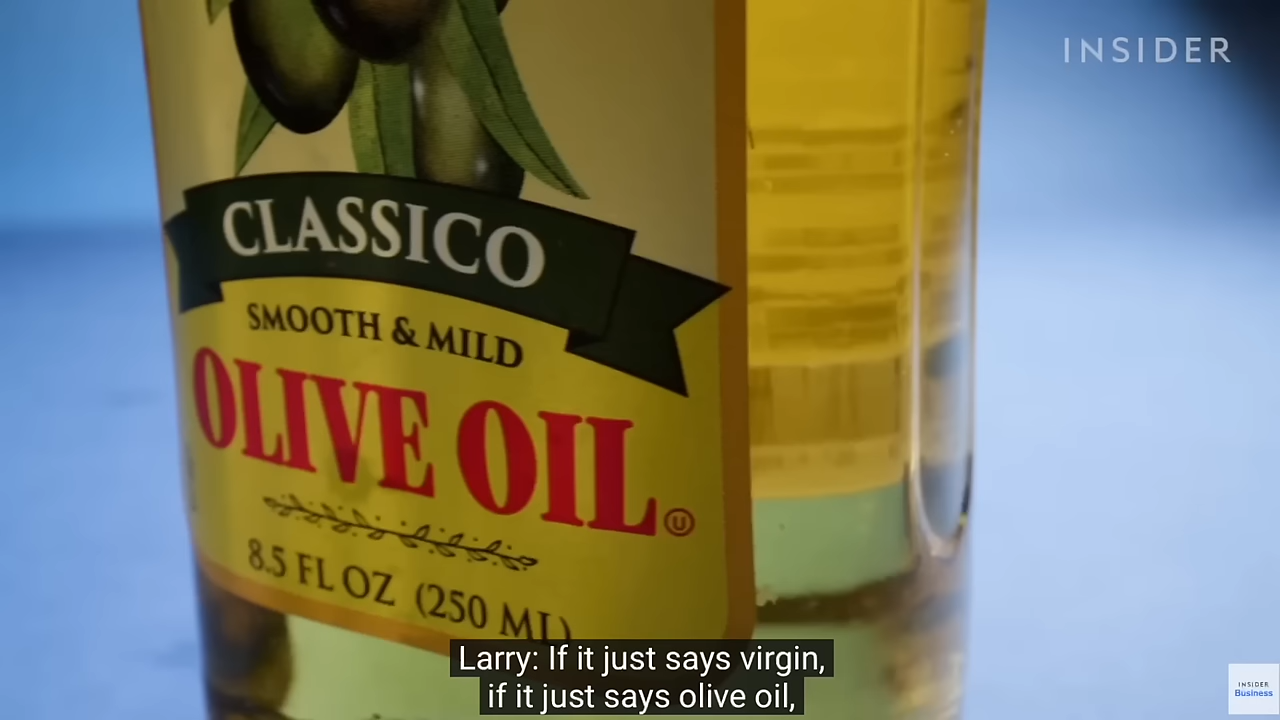 INSIDER
CLASSICO
SMOOTH & MILD
OLIVE OIL
U
8.5 FL OZ (250 ML)
Larry: If it just says virgin,
if it just says olive oil,
INSIDER
Business